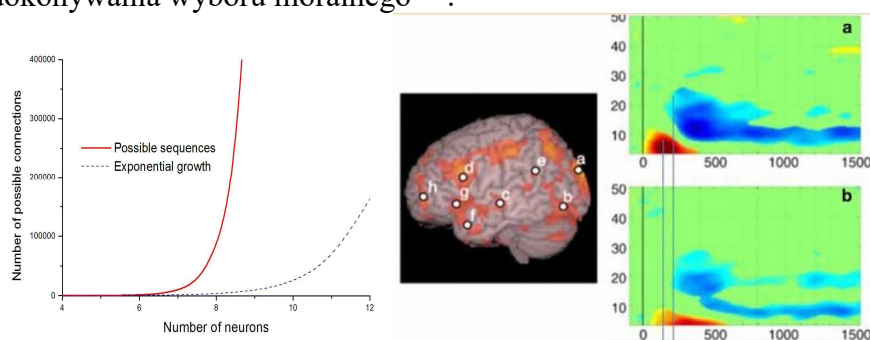 dokonywania wyboru moralnego
400000
300000
200000
100000
0
4
6
8
10
12
Number of possible connections
Number of neurons
Possible sequences
Exponential growth
a
b
c
d
e
f
g
h
50
40
30
20
10
0
500
1000
1500
a
50
40
30
20
10
0
500
1000
1500
b